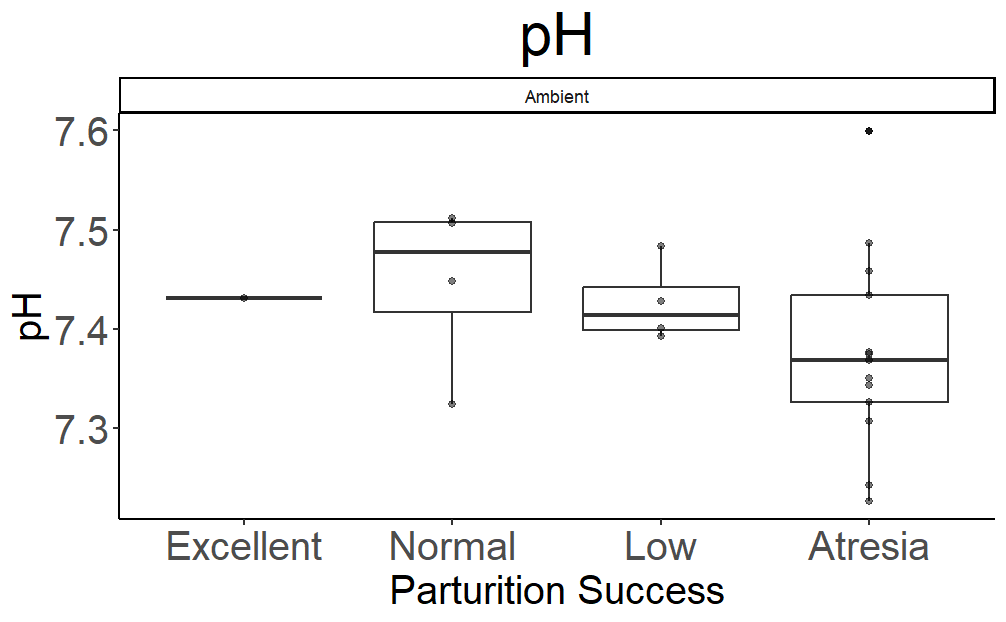 pH
Ambient
7.6
7.5
7.4
7.3
pH
Excellent Normal Low Atresia
Parturition Success